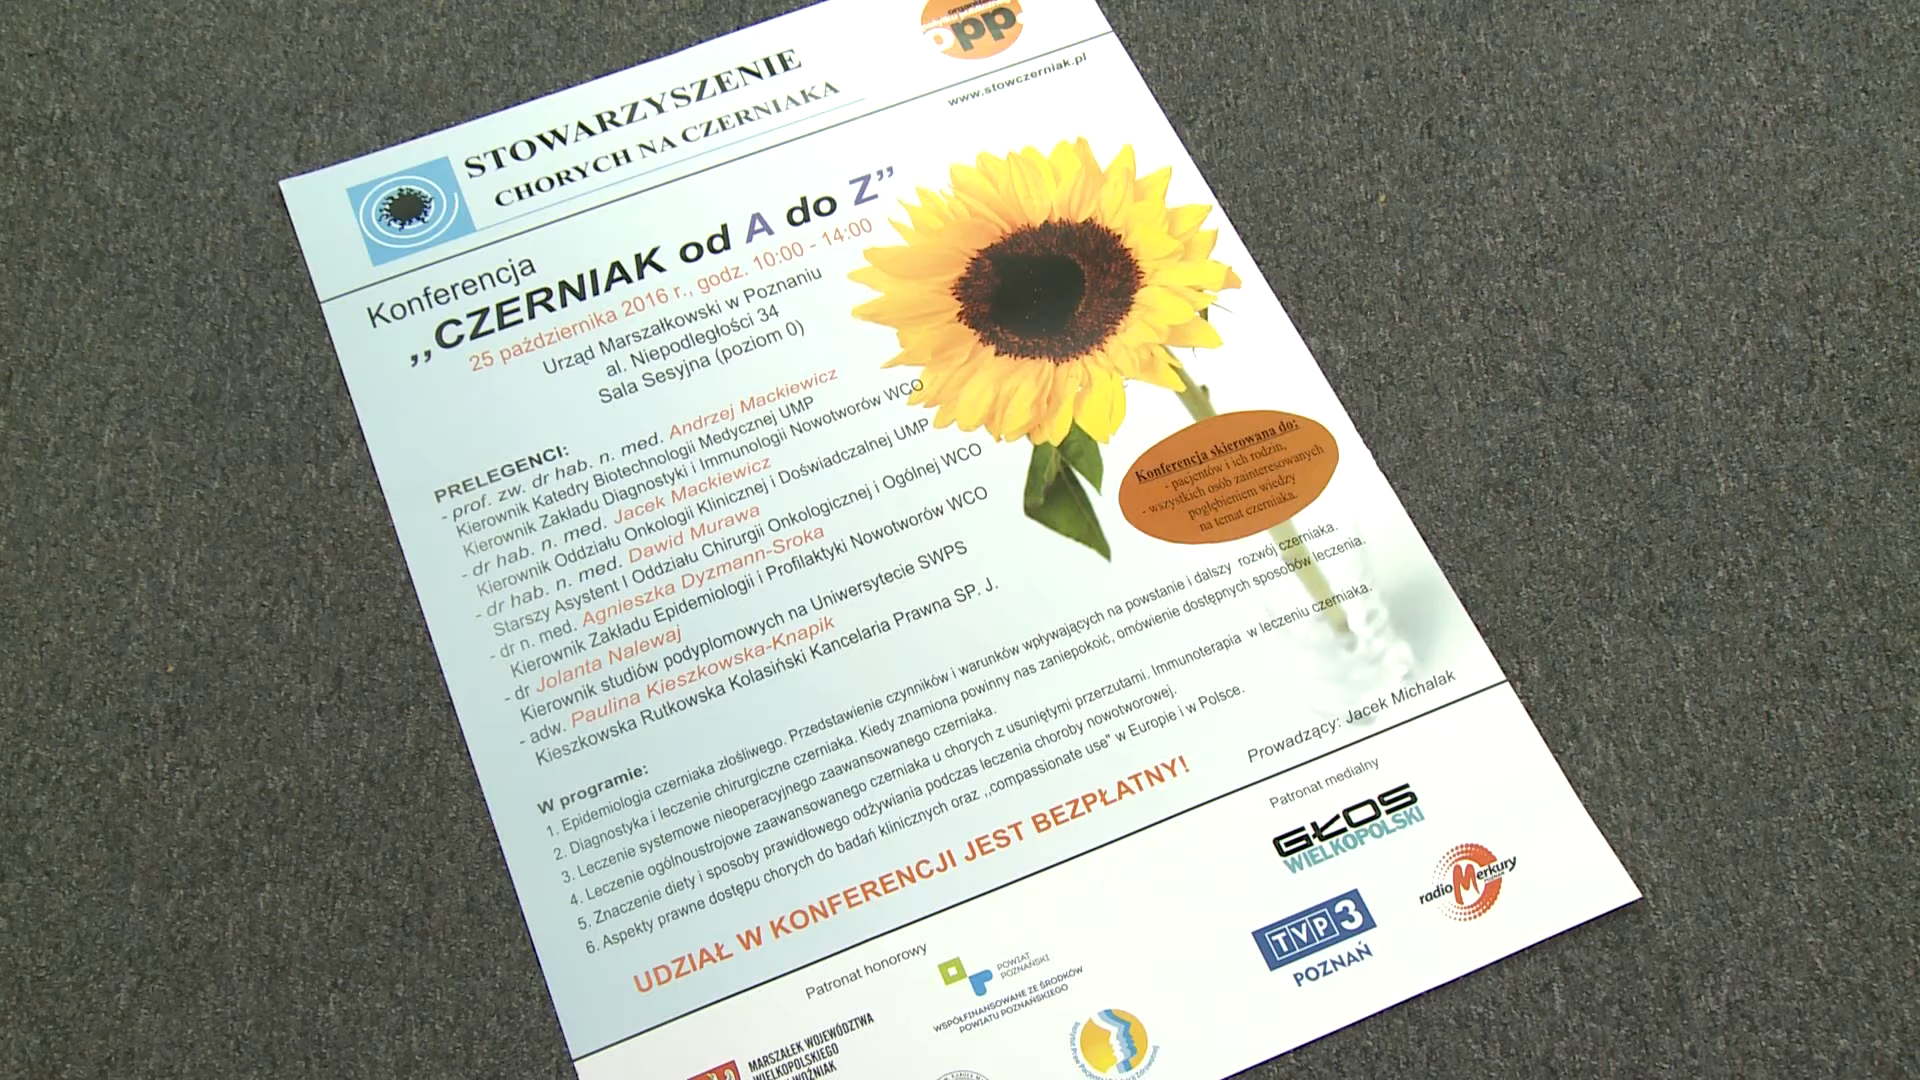 organizacja
opp
www.stowczerniak.pl
STOWARZYSZENIE
CHORYCH NA CZERNIAKA
Konferencja
,,CZERNIAK od A do Z”
25 października 2016 r., godz. 10:00 - 14:00
Urząd Marszałkowski w Poznaniu
al. Niepodległości 34
Sala Sesyjna (poziom 0)
PRELEGENCI:
- prof. zw. dr hab. n. med. Andrzej Mackiewicz
Kierownik Katedry Biotechnologii Medycznej UMP
Kierownik Zakładu Diagnostyki i Immunologii Nowotworów WCO
- dr hab. n. med. Jacek Mackiewicz
Kierownik Oddziału Onkologii Klinicznej i Doświadczalnej UMP
- dr hab. n. med. Dawid Murawa
Starszy Asystent I Oddziału Chirurgii Onkologicznej i Ogólnej WCO
- dr n. med. Agnieszka Dyzmann-Sroka
Kierownik Zakładu Epidemiologii i Profilaktyki Nowotworów WCO
- dr Jolanta Nalewaj
Kierownik studiów podyplomowych na Uniwersytecie SWPS
- adw. Paulina Kieszkowska-Knapik
Kieszkowska Rutkowska Kolasiński Kancelaria Prawna SP. J.
Konferencja skierowana do:
- pacjentów i ich rodzin,
- wszystkich osób zainteresowanych
pogłębieniem wiedzy
na temat czerniaka.
W programie:
1. Epidemiologia czerniaka złośliwego. Przedstawienie czynników i warunków wpływających na powstanie i dalszy rozwój czerniaka.
2. Diagnostyka i leczenie chirurgiczne czerniaka. Kiedy znamiona powinny nas zaniepokoić, omówienie dostępnych sposobów leczenia.
3. Leczenie systemowe nieoperacyjnego zaawansowanego czerniaka.
4. Leczenie ogólnoustrojowe zaawansowanego czerniaka u chorych z usuniętymi przerzutami. Immunoterapia w leczeniu czerniaka.
5. Znaczenie diety i sposoby prawidłowego odżywiania podczas leczenia choroby nowotworowej.
6. Aspekty prawne dostępu chorych do badań klinicznych oraz ,,compassionate use" w Europie i w Polsce.
Prowadzący: Jacek Michalak
UDZIAŁ W KONFERENCJI JEST BEZPŁATNY!
Patronat medialny
GŁOS
WIELKOPOLSKI
radio Merkury
POZNAŃ
TVP 3
POZNAŃ
Patronat honorowy
POWIAT
POZNAŃSKI
WSPÓŁFINANSOWANE ZE ŚRODKÓW
POWIATU POZNAŃSKIEGO
MARSZAŁEK WOJEWÓDZTWA
WIELKOPOLSKIEGO
WOŹNIAK